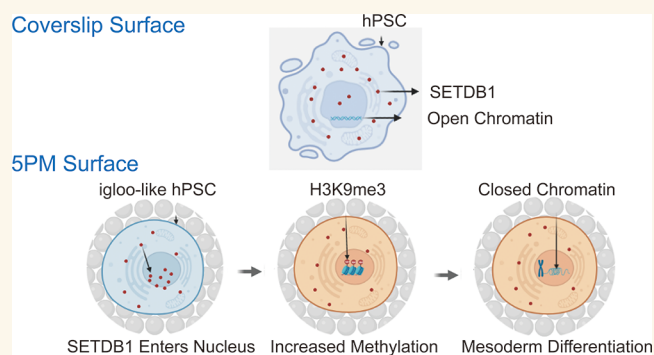 Coverslip Surface
hPSC
SETDB1
Open Chromatin
5PM Surface
igloo-like hPSC
H3K9me3
Closed Chromatin
SETDB1 Enters Nucleus
Increased Methylation
Mesoderm Differentiation